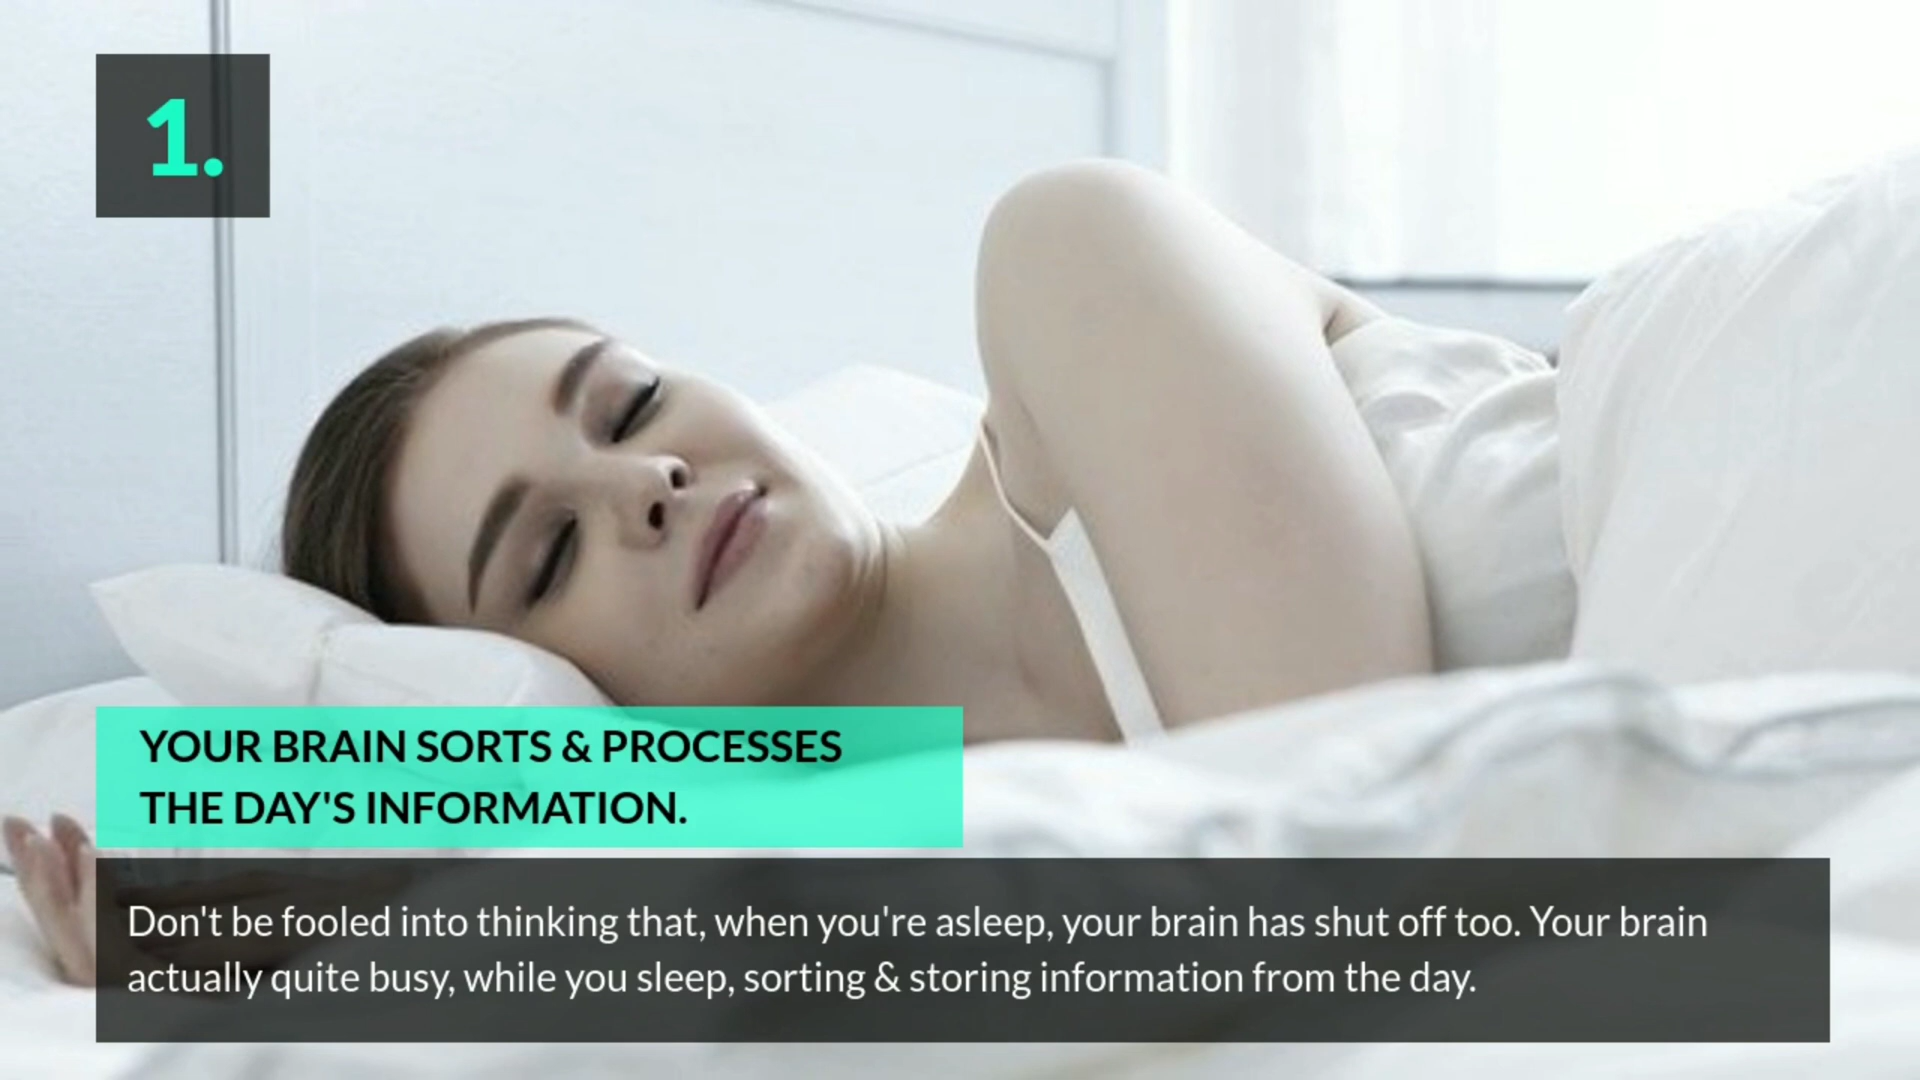 1.
YOUR BRAIN SORTS & PROCESSES
THE DAY'S INFORMATION.
Don't be fooled into thinking that, when you're asleep, your brain has shut off too. Your brain
actually quite busy, while you sleep, sorting & storing information from the day.